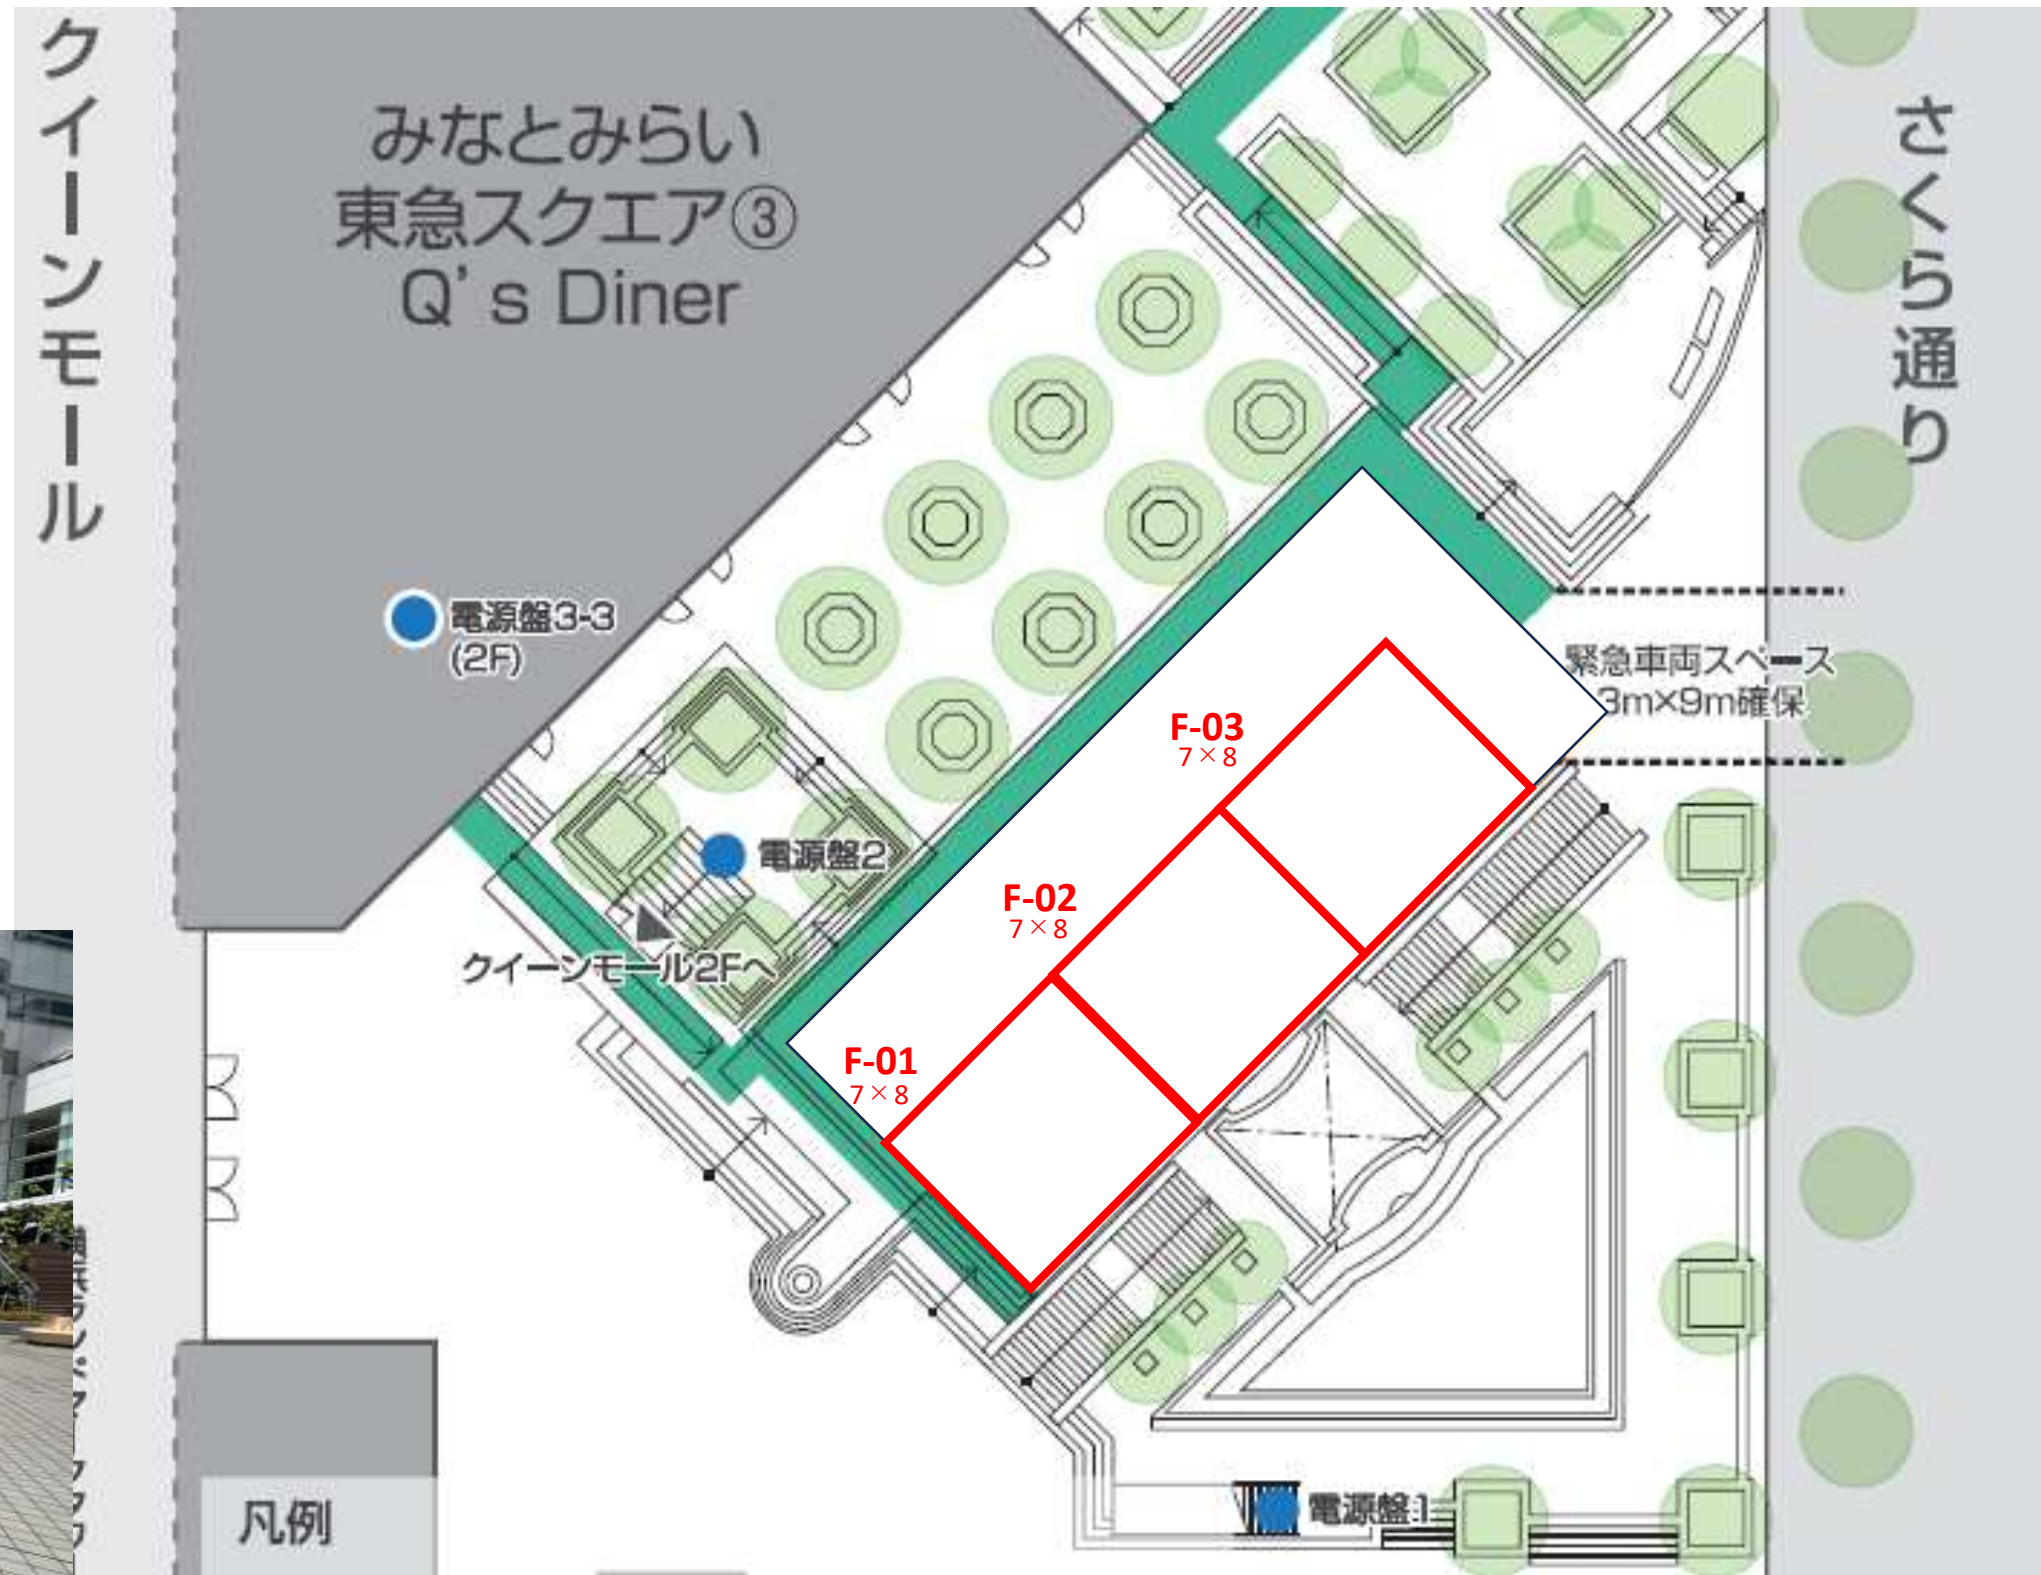 クイーンモール
みなとみらい
東急スクエア③
Q's Diner
さくら通り
電源盤3-3
(2F)
緊急車両スペース
3m×9m確保
F-03
7×8
電源盤2
F-02
7×8
クイーンモール2Fへ
F-01
7×8
電源盤1
凡例